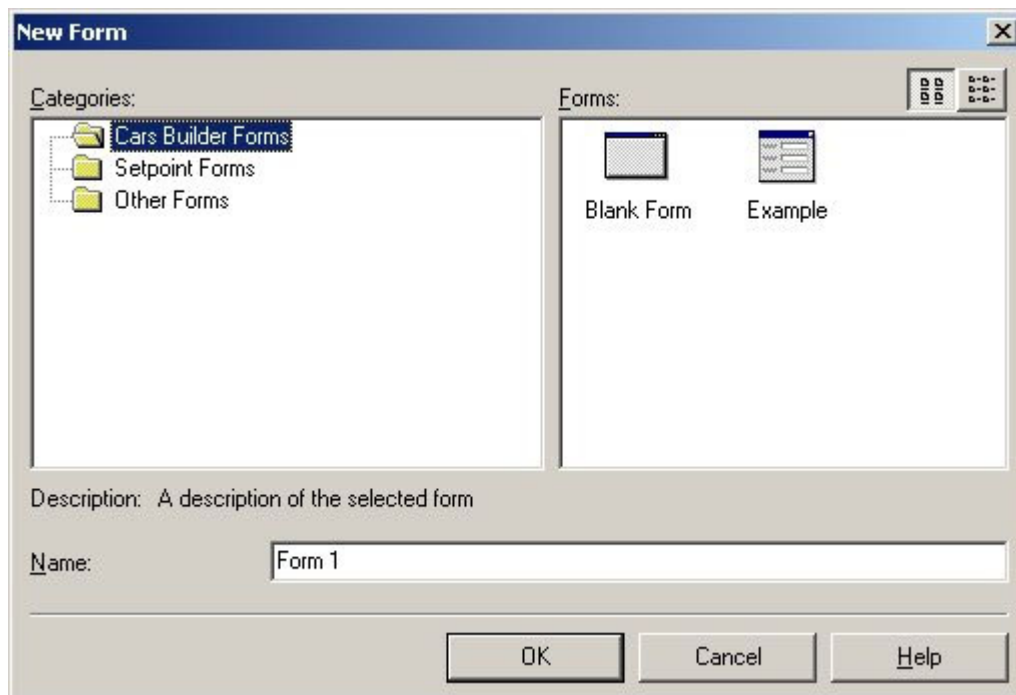 New Form
Categories:
Forms:
Cars Builder Forms
Setpoint Forms
Other Forms
Blank Form
Example
Description: A description of the selected form
Name:
Form 1
OK
Cancel
Help